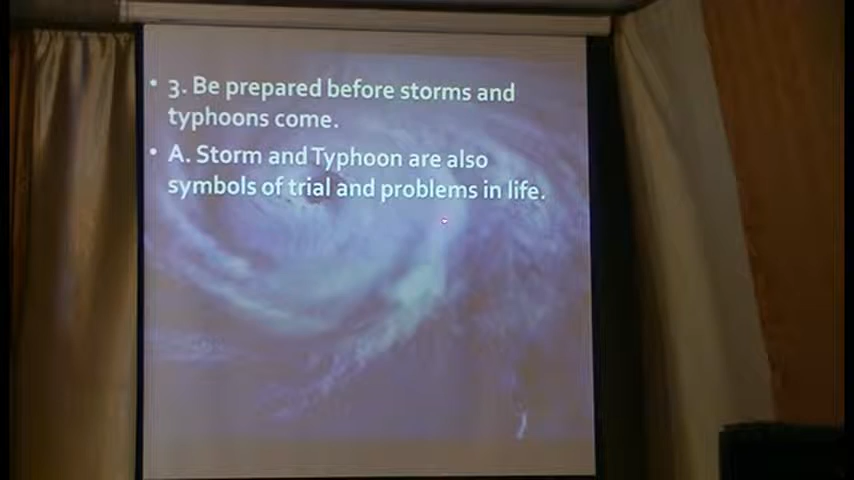 • 3. Be prepared before storms and
typhoons come.
• A. Storm and Typhoon are also
symbols of trial and problems in life.